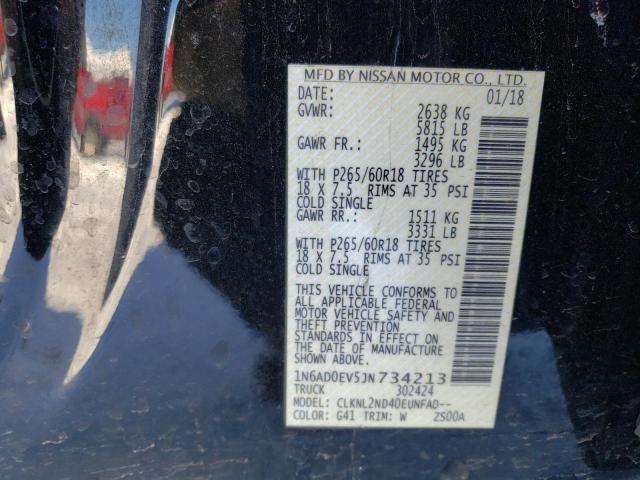 MFD BY NISSAN MOTOR CO., LTD.
DATE: 01/18
GVWR: 2638 KG
5815 LB
GAWR FR.: 1495 KG
3296 LB
WITH P265/60R18 TIRES
18 X 7.5 RIMS AT 35 PSI
COLD SINGLE
GAWR RR.: 1511 KG
3331 LB
WITH P265/60R18 TIRES
18 X 7.5 RIMS AT 35 PSI
COLD SINGLE
THIS VEHICLE CONFORMS TO
ALL APPLICABLE FEDERAL
MOTOR VEHICLE SAFETY AND
THEFT PREVENTION
STANDARDS IN EFFECT ON
THE DATE OF MANUFACTURE
SHOWN ABOVE.
1N6AD0EV5JN734213
TRUCK 302424
MODEL: CLKNL2ND40EUNFAD--
COLOR: G41 TRIM: W ZS00A